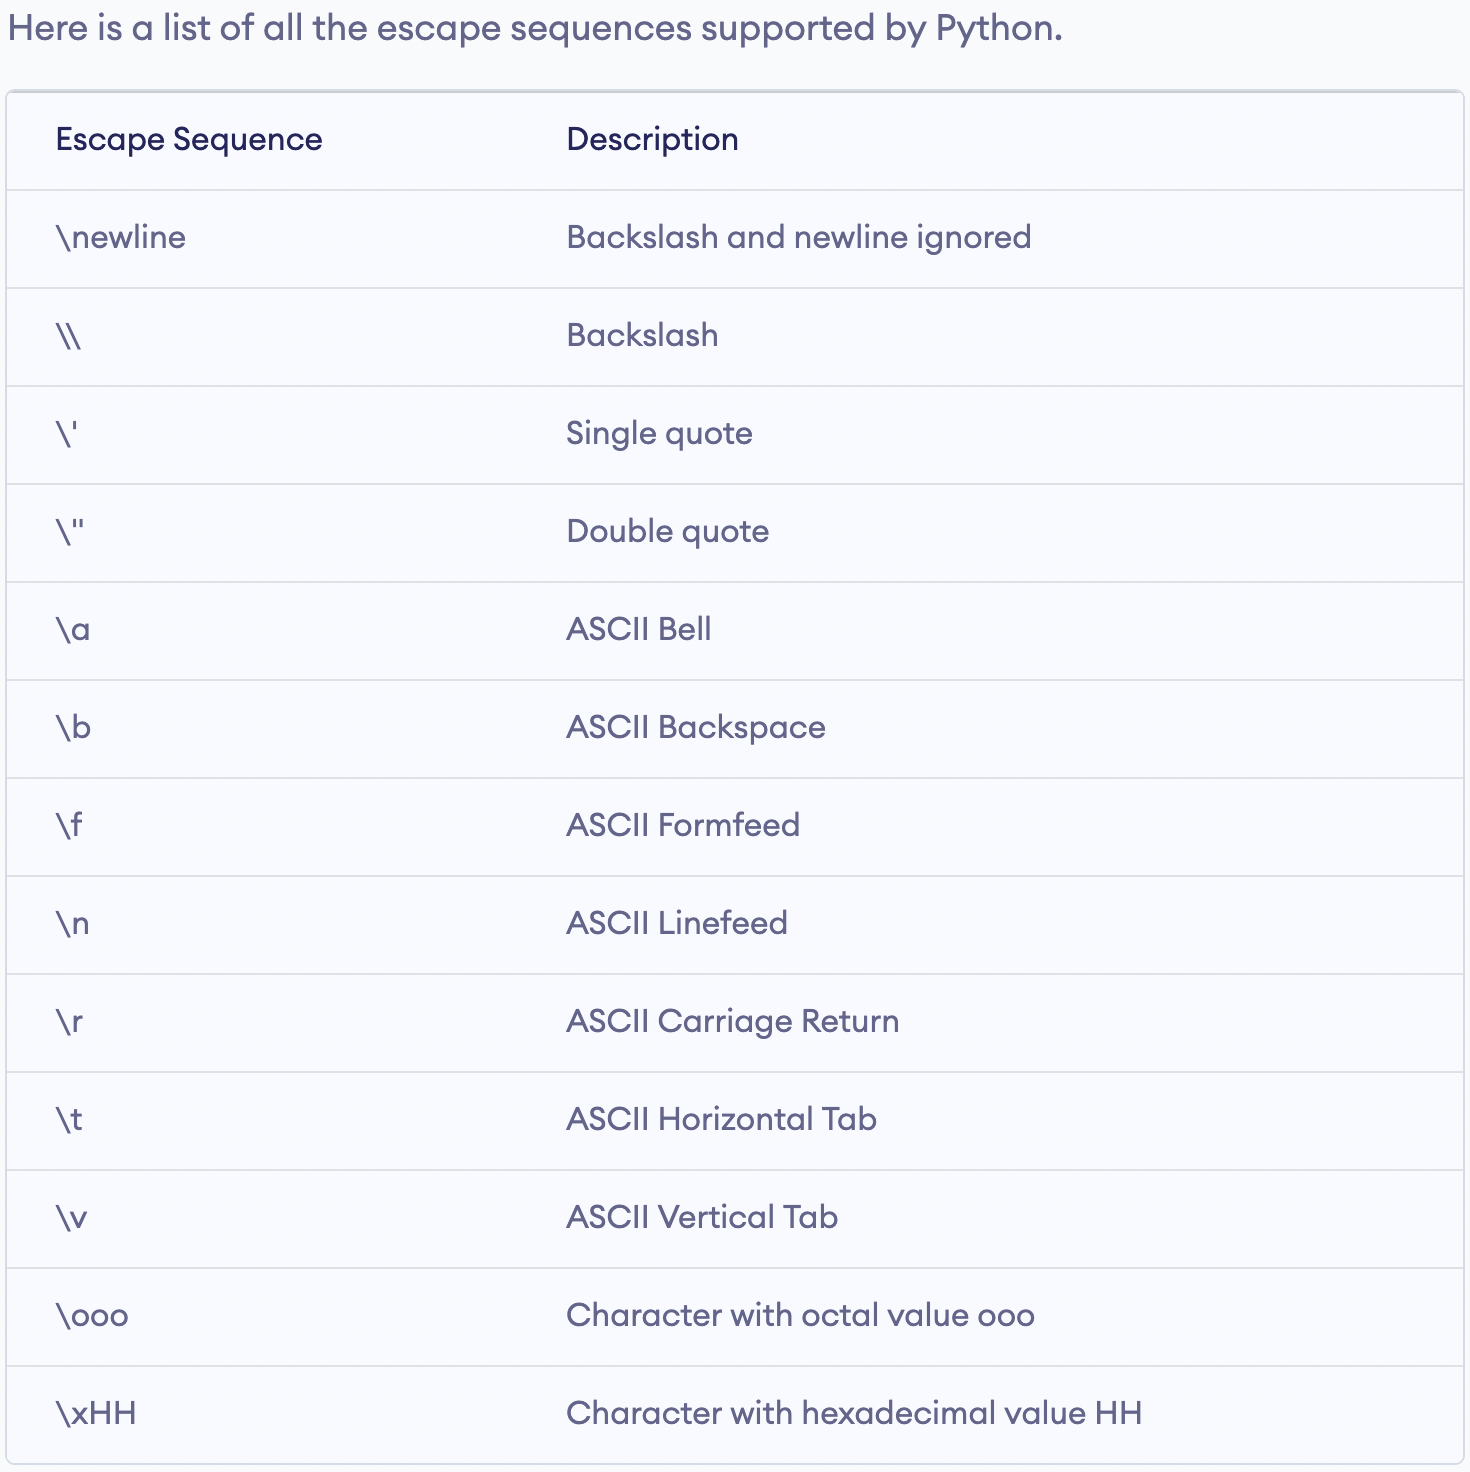 Here is a list of all the escape sequences supported by Python.
Escape Sequence Description
\newline Backslash and newline ignored
\\ Backslash
\' Single quote
\" Double quote
\a ASCII Bell
\b ASCII Backspace
\f ASCII Formfeed
\n ASCII Linefeed
\r ASCII Carriage Return
\t ASCII Horizontal Tab
\v ASCII Vertical Tab
\ooo Character with octal value ooo
\xHH Character with hexadecimal value HH